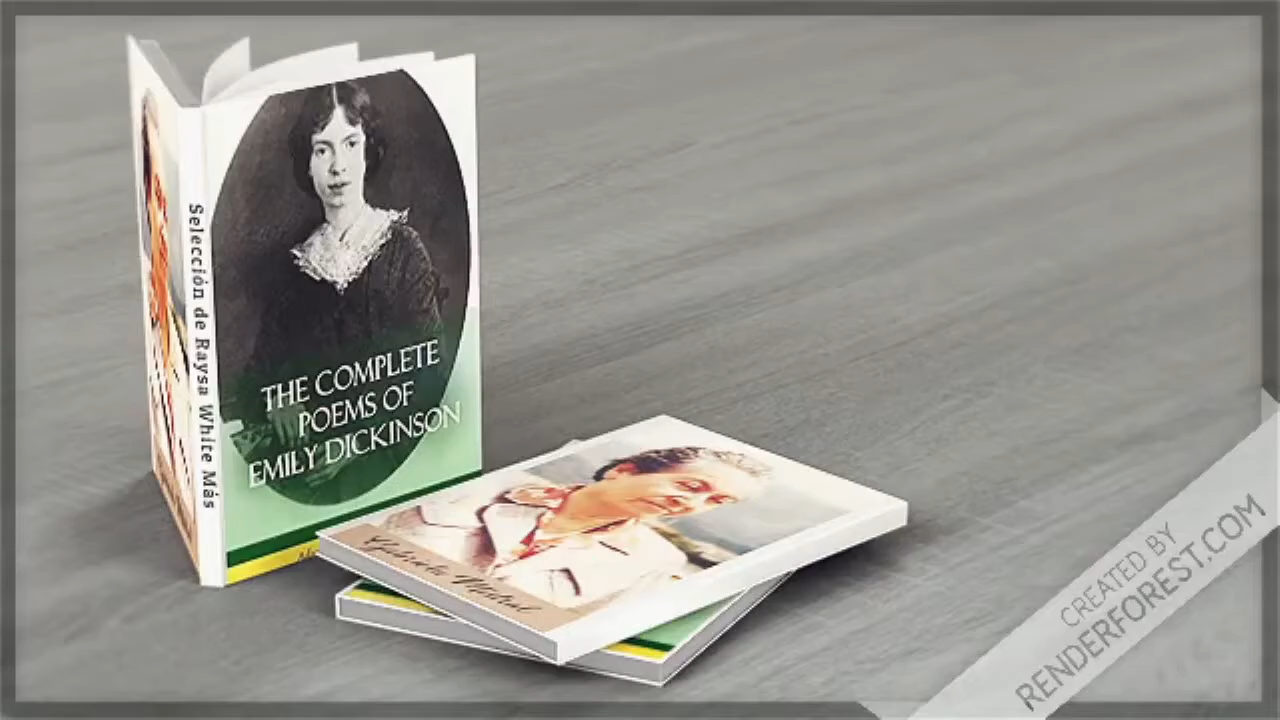 Selección de Raysa White Más
THE COMPLETE
POEMS OF
EMILY DICKINSON
Gabriela Mistral
CREATED BY
RENDERFOREST.COM